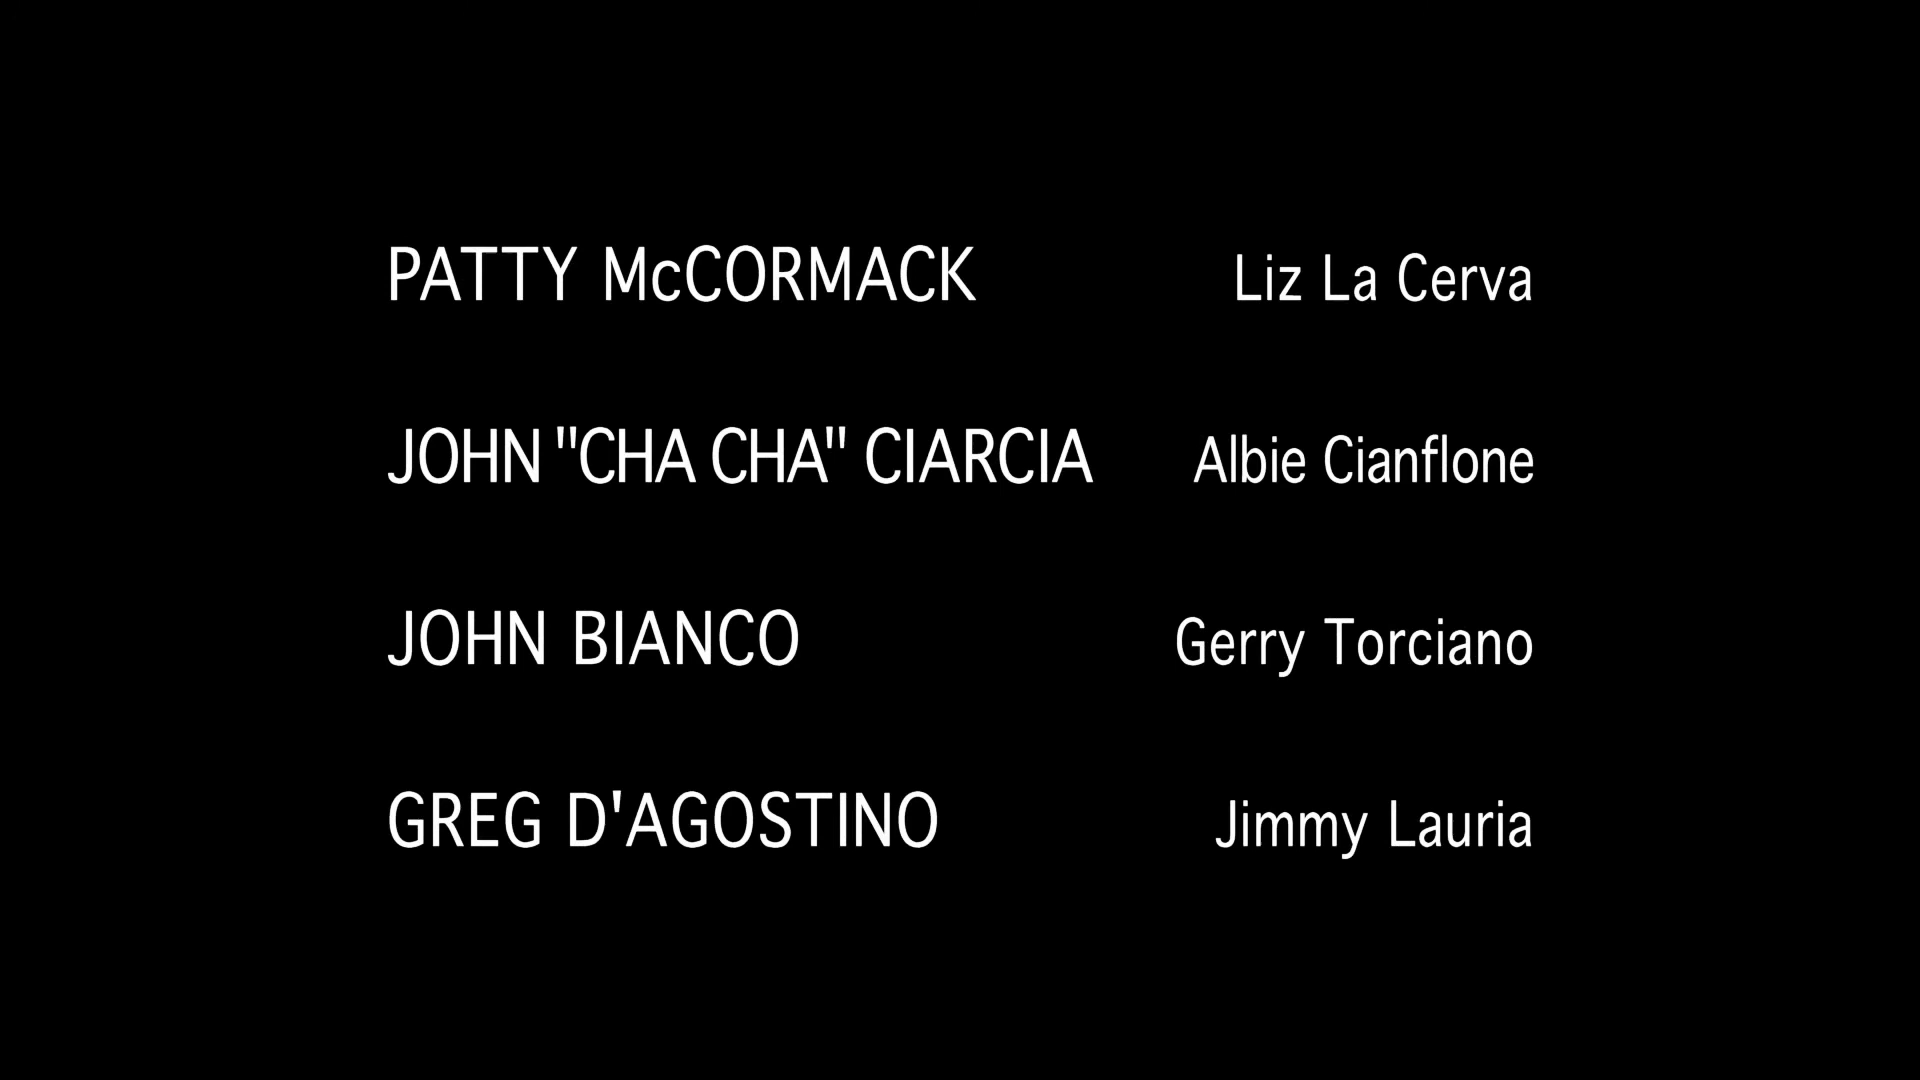 PATTY McCORMACK Liz La Cerva
JOHN "CHA CHA" CIARCIA Albie Cianflone
JOHN BIANCO Gerry Torciano
GREG D'AGOSTINO Jimmy Lauria